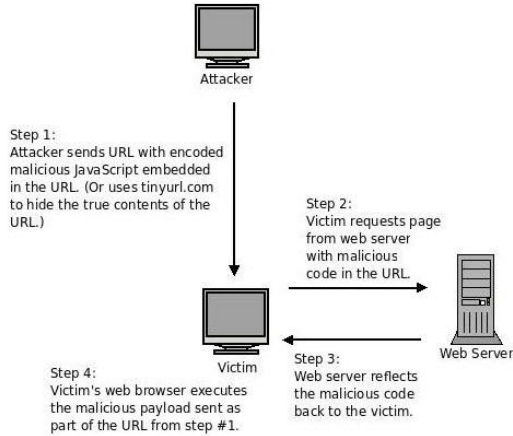 Attacker
Step 1:
Attacker sends URL with encoded
malicious JavaScript embedded
in the URL. (Or uses tinyurl.com
to hide the true contents of the
URL.)
Step 2:
Victim requests page
from web server
with malicious
code in the URL.
Victim
Web Server
Step 3:
Web server reflects
the malicious code
back to the victim.
Step 4:
Victim's web browser executes
the malicious payload sent as
part of the URL from step #1.